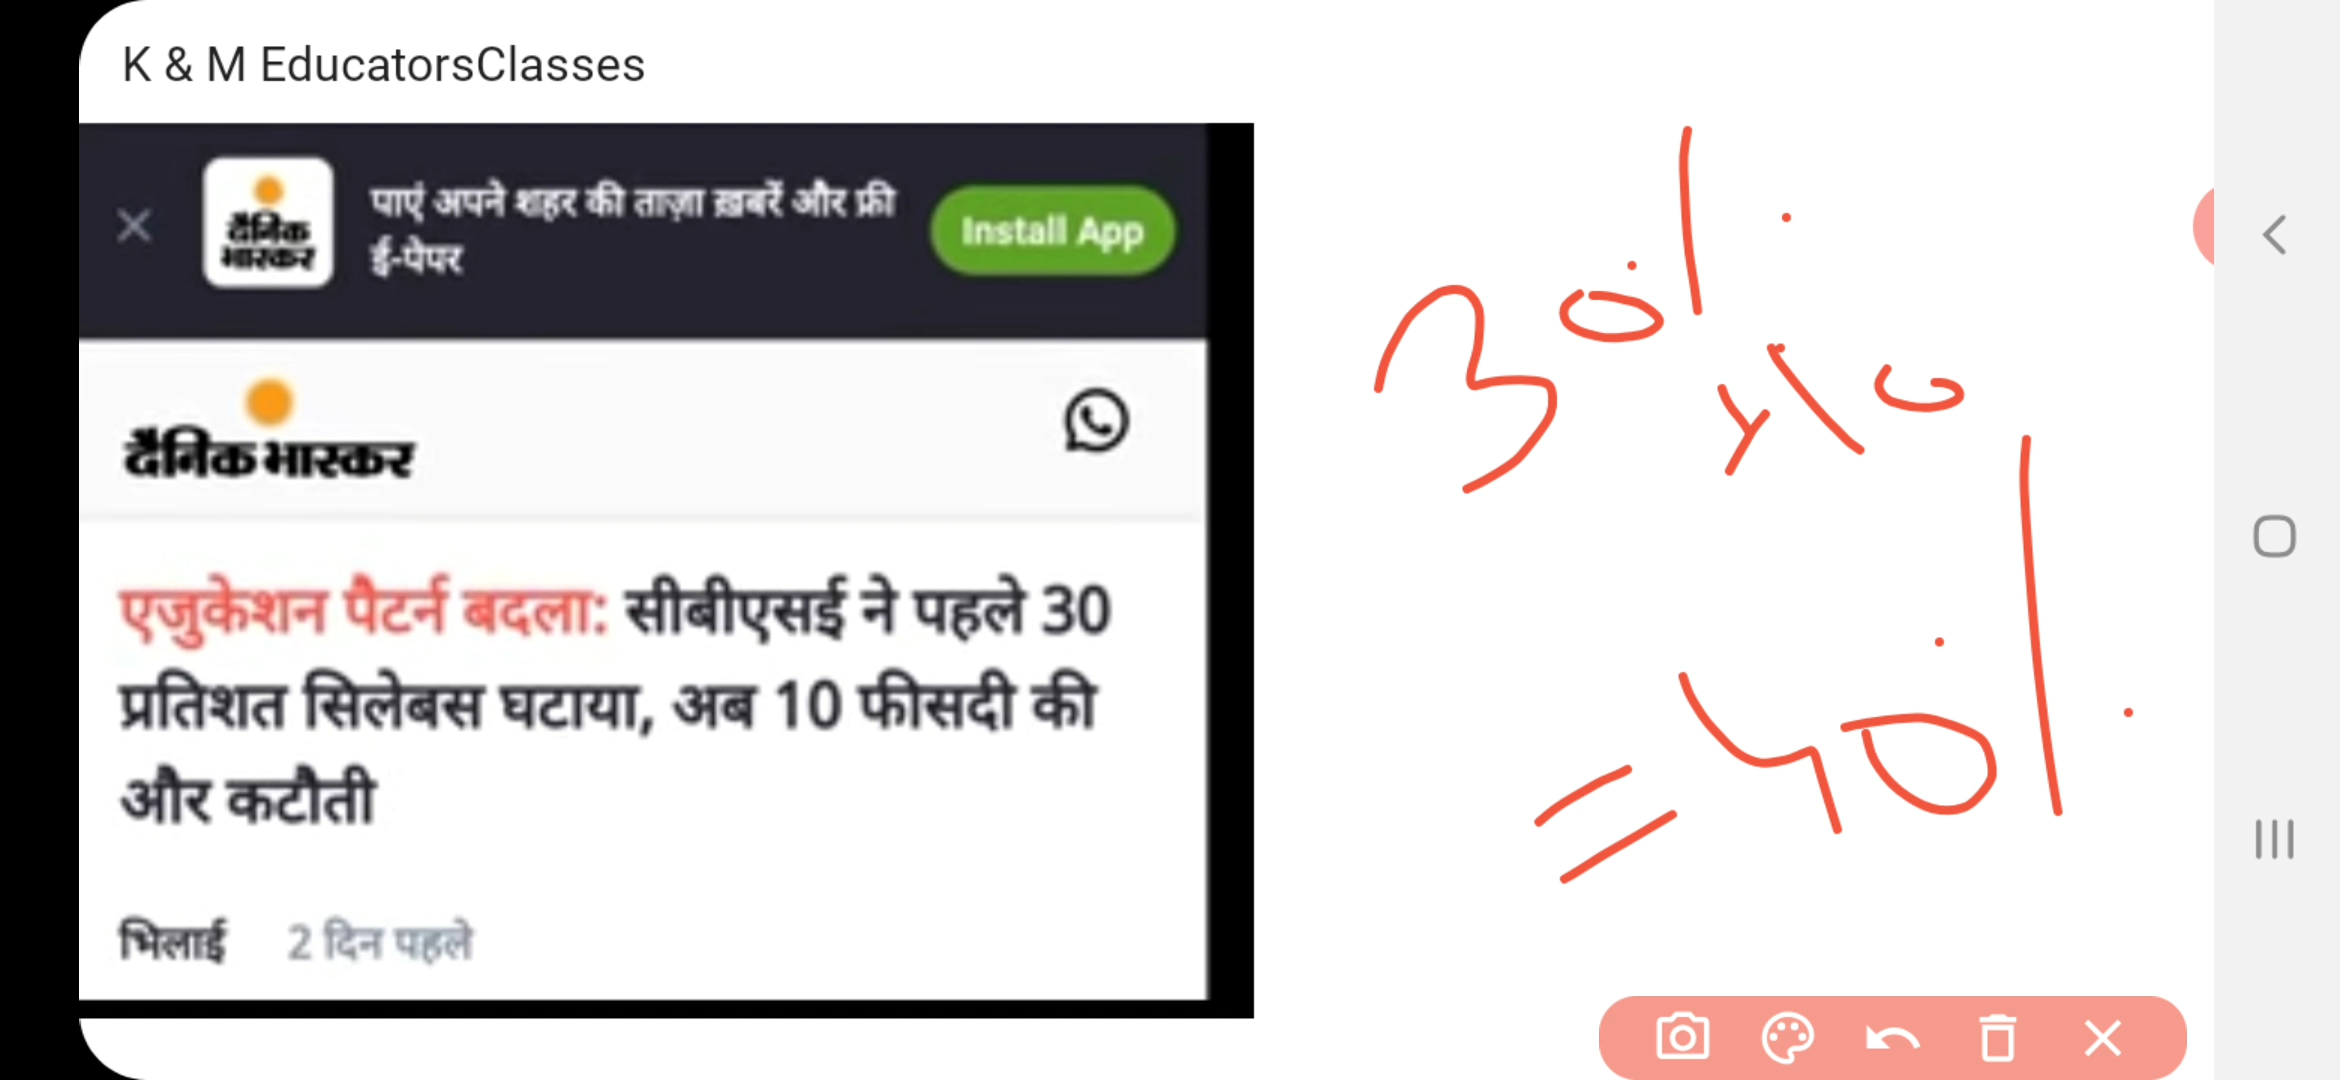 K & M EducatorsClasses
दैनिक
भास्कर
पाएं अपने शहर की ताज़ा ख़बरें और फ्री
ई-पेपर
Install App
दैनिक भास्कर
एजुकेशन पैटर्न बदला: सीबीएसई ने पहले 30
प्रतिशत सिलेबस घटाया, अब 10 फीसदी की
और कटौती
भिलाई 2 दिन पहले
30%
+10
=40%